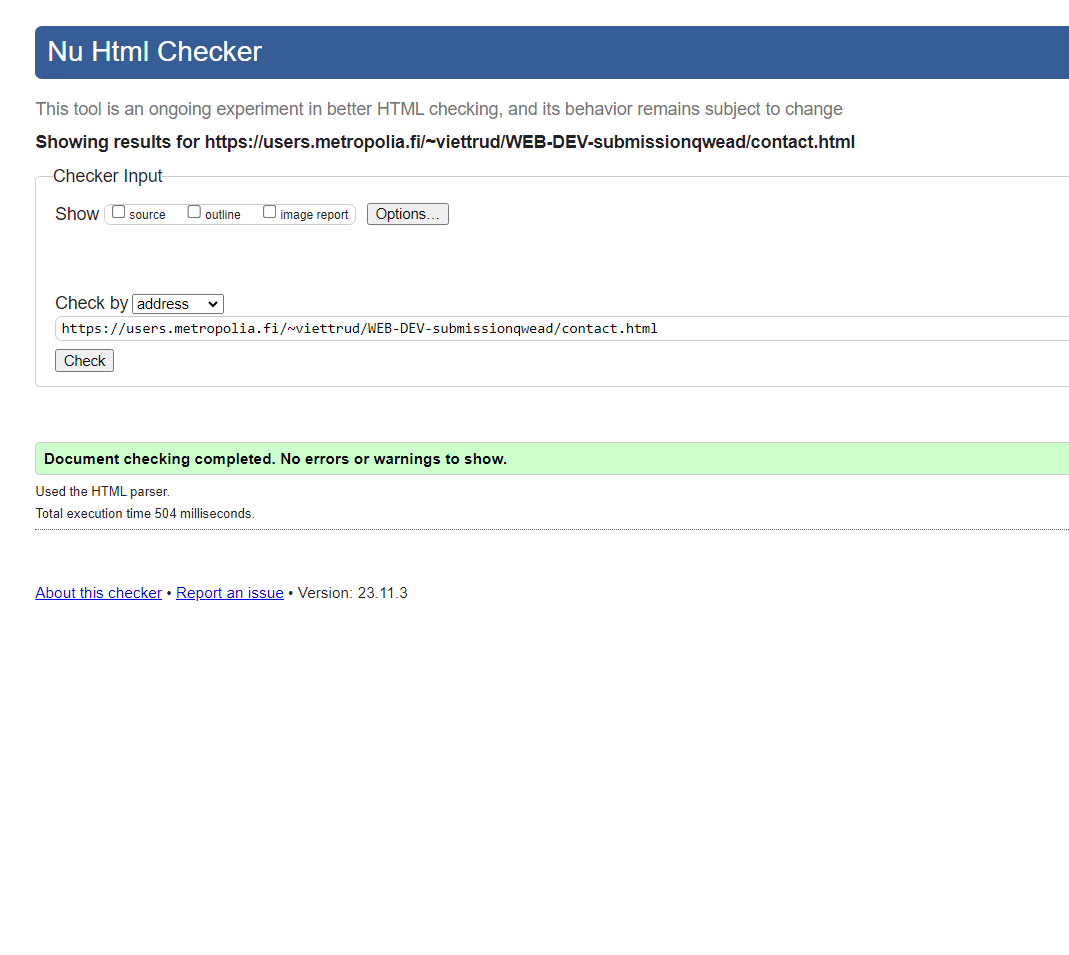 Nu Html Checker
This tool is an ongoing experiment in better HTML checking, and its behavior remains subject to change
Showing results for https://users.metropolia.fi/~viettrud/WEB-DEV-submissionqwead/contact.html
Checker Input
Show source outline image report Options…
Check by address
https://users.metropolia.fi/~viettrud/WEB-DEV-submissionqwead/contact.html
Check
Document checking completed. No errors or warnings to show.
Used the HTML parser.
Total execution time 504 milliseconds.
About this checker • Report an issue • Version: 23.11.3